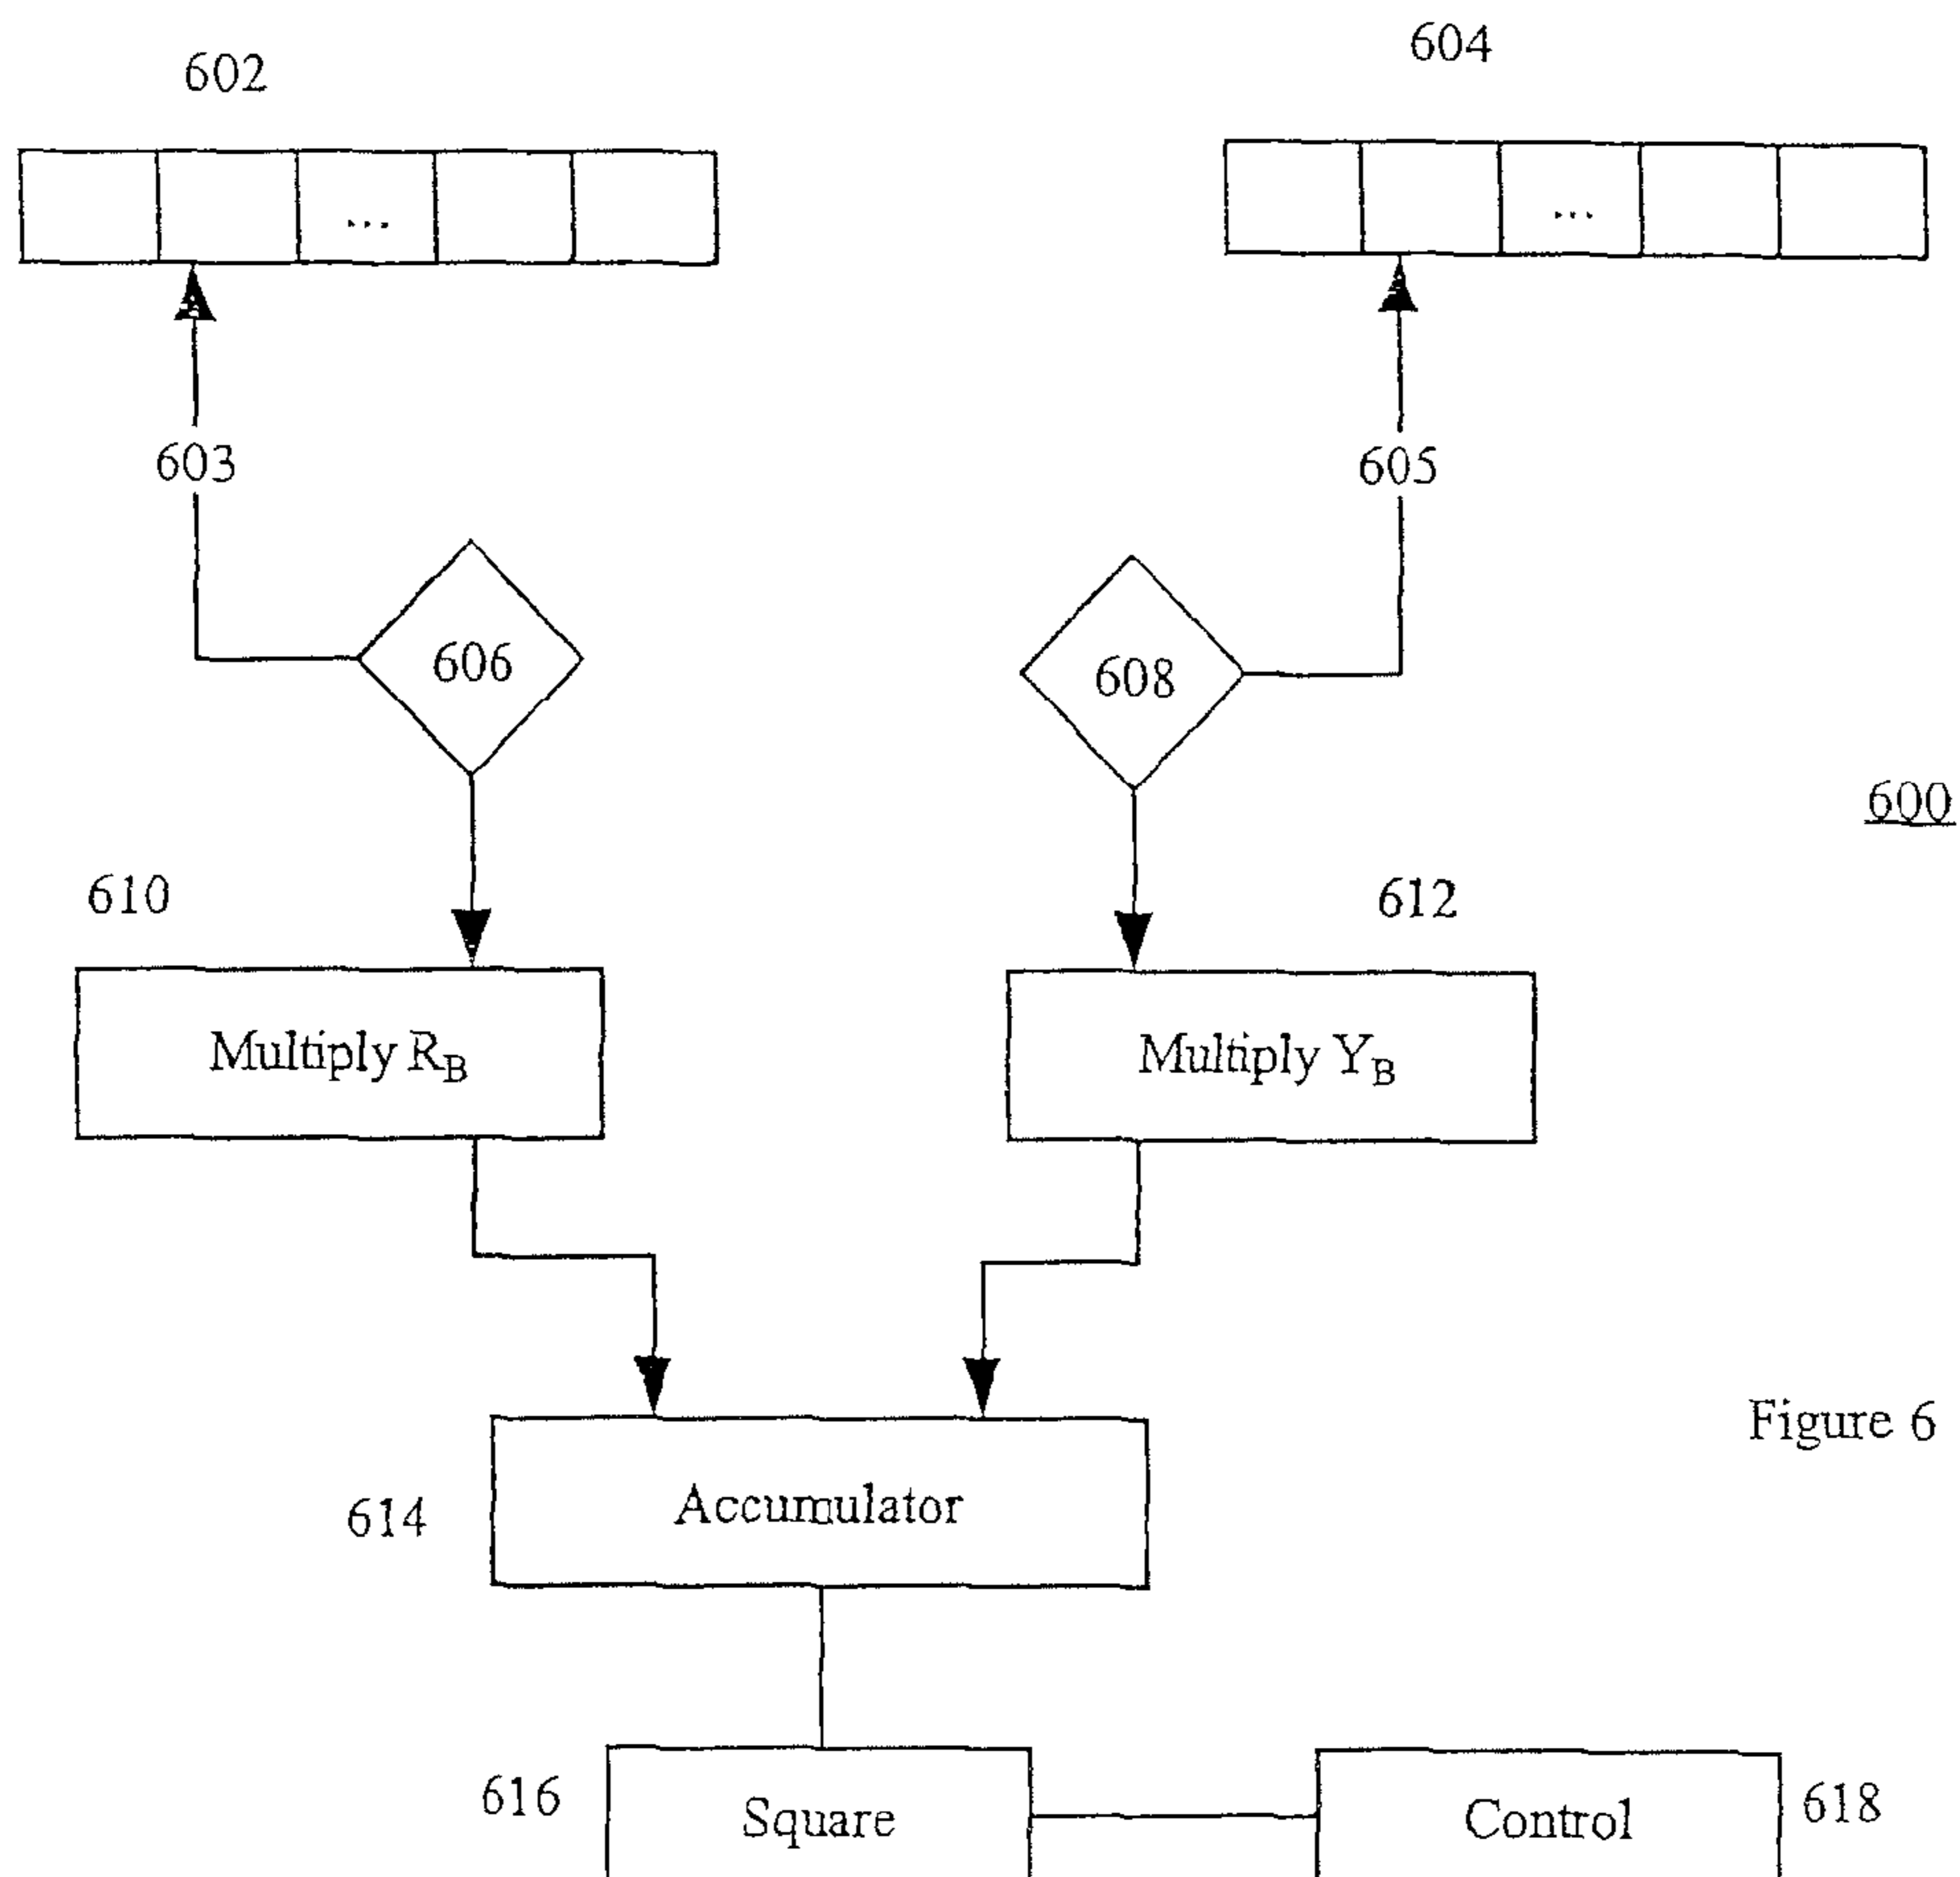 602
604
...
...
603
605
606
608
600
610
612
Multiply R_B
Multiply Y_B
Figure 6
614
Accumulator
616
Square
Control
618